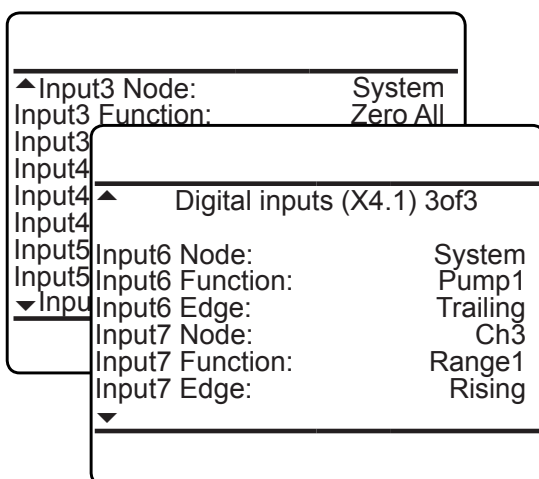 Input3 Node: System
Input3 Function: Zero All
Input3
Input4
Input4
Input4
Input5
Input5
Inpu
Digital inputs (X4.1) 3of3
Input6 Node: System
Input6 Function: Pump1
Input6 Edge: Trailing
Input7 Node: Ch3
Input7 Function: Range1
Input7 Edge: Rising